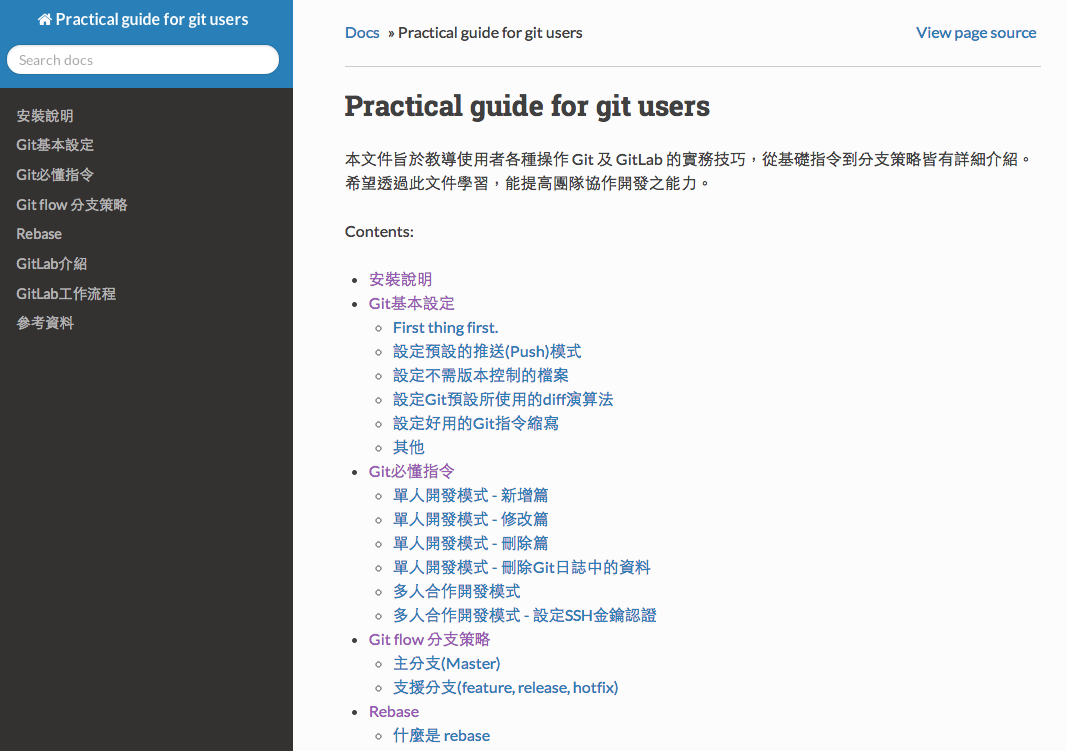 Practical guide for git users
Search docs
安裝說明
Git基本設定
Git必懂指令
Git flow 分支策略
Rebase
GitLab介紹
GitLab工作流程
參考資料
Docs » Practical guide for git users
View page source
Practical guide for git users
本文件旨於教導使用者各種操作 Git 及 GitLab 的實務技巧，從基礎指令到分支策略皆有詳細介紹。
希望透過此文件學習，能提高團隊協作開發之能力。
Contents:
安裝說明
Git基本設定
First thing first.
設定預設的推送(Push)模式
設定不需版本控制的檔案
設定Git預設所使用的diff演算法
設定好用的Git指令縮寫
其他
Git必懂指令
單人開發模式 - 新增篇
單人開發模式 - 修改篇
單人開發模式 - 刪除篇
單人開發模式 - 刪除Git日誌中的資料
多人合作開發模式
多人合作開發模式 - 設定SSH金鑰認證
Git flow 分支策略
主分支(Master)
支援分支(feature, release, hotfix)
Rebase
什麼是 rebase